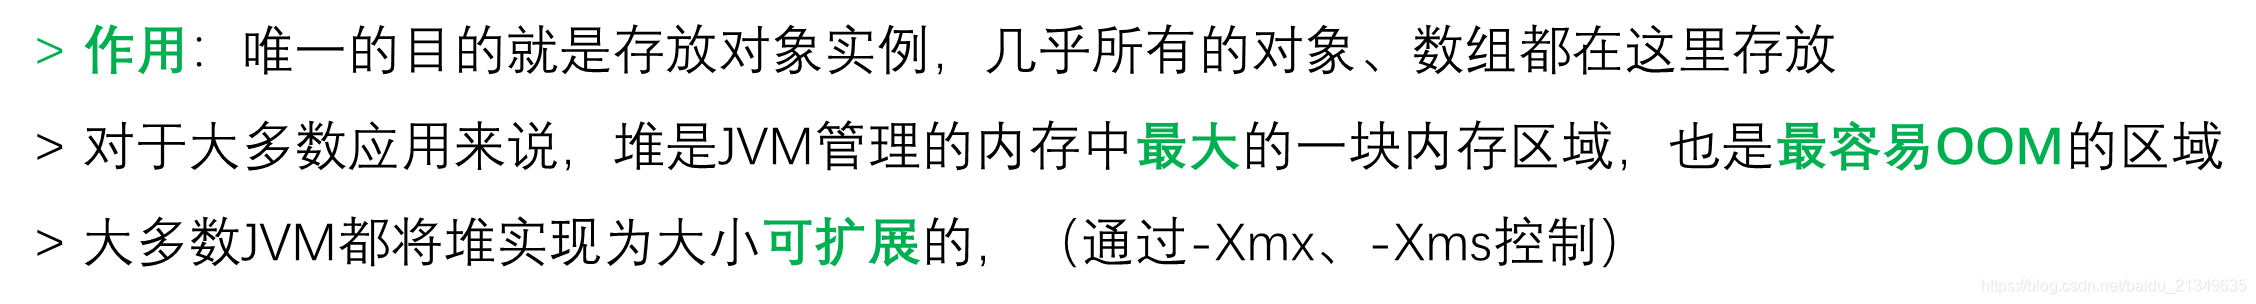 > 作用：唯一的目的就是存放对象实例，几乎所有的对象、数组都在这里存放
> 对于大多数应用来说，堆是JVM管理的内存中最大的一块内存区域，也是最容易OOM的区域
> 大多数JVM都将堆实现为大小可扩展的，（通过-Xmx、-Xms控制）
https://blog.csdn.net/baidu_21349635